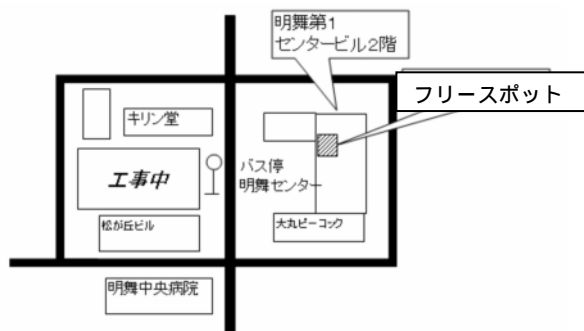 明舞第1
センタービル2階
フリースポット
キリン堂
工事中
バス停
明舞センター
松が丘ビル
大丸ピーコック
明舞中央病院